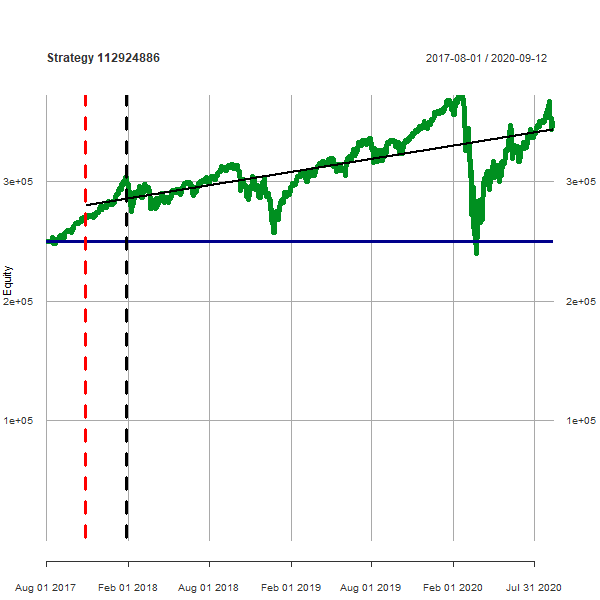 Strategy 112924886
2017-08-01 / 2020-09-12
3e+05
3e+05
2e+05
2e+05
1e+05
1e+05
Equity
Aug 01 2017
Feb 01 2018
Aug 01 2018
Feb 01 2019
Aug 01 2019
Feb 01 2020
Jul 31 2020